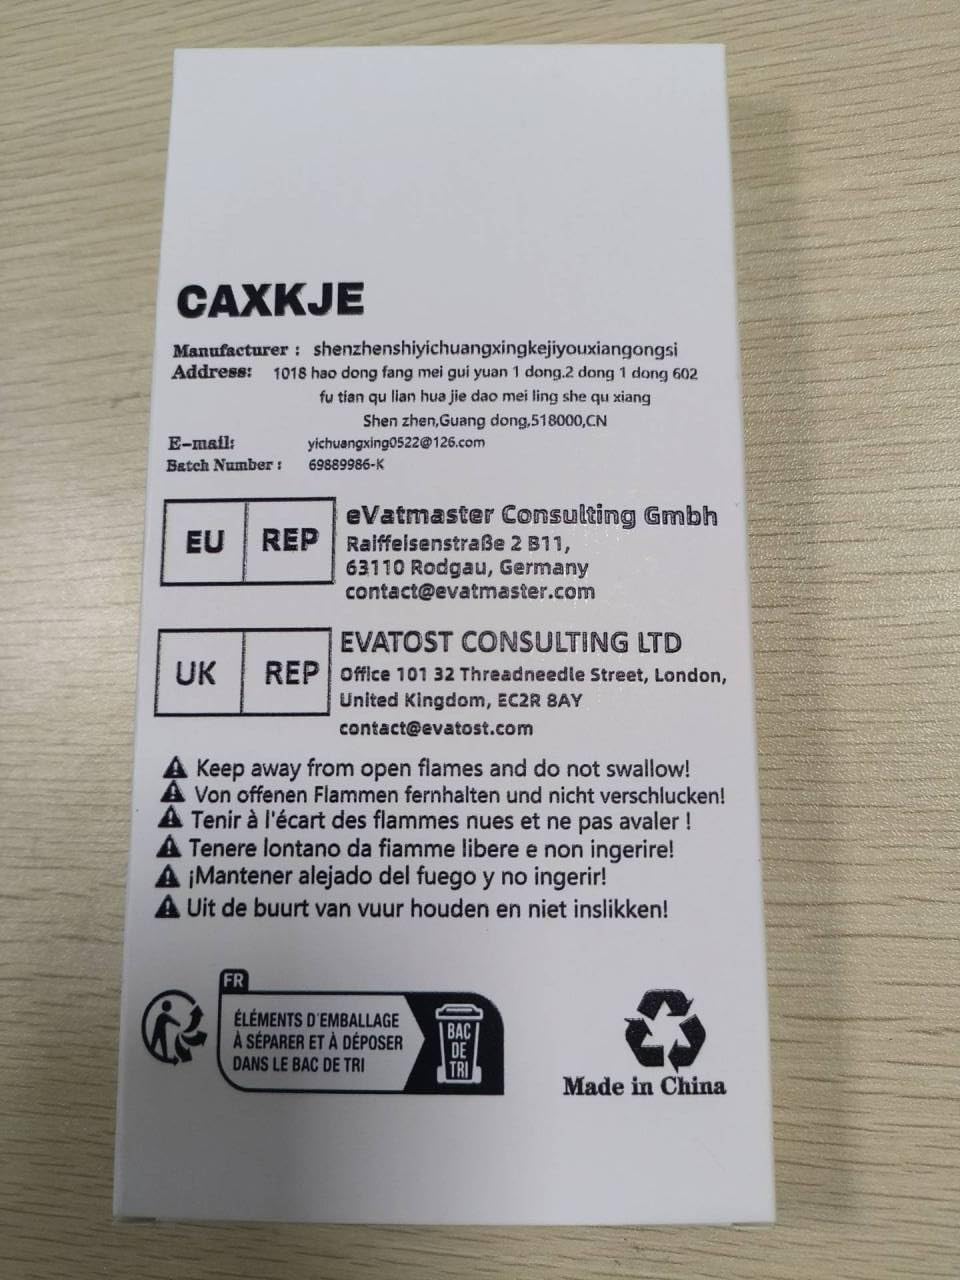 CAXKJE
Manufacturer : shenzhenshiyichuangxingkejiyouxiangongsi
Address: 1018 hao dong fang mei gui yuan 1 dong.2 dong 1 dong 602
fu tian qu lian hua jie dao mei ling she qu xiang
Shen zhen,Guang dong,518000,CN
E-mail: yichuangxing0522@126.com
Batch Number : 69889986-K
EU REP
eVatmaster Consulting Gmbh
Raiffeisenstraße 2 B11,
63110 Rodgau, Germany
contact@evatmaster.com
UK REP
EVATOST CONSULTING LTD
Office 101 32 Threadneedle Street, London,
United Kingdom, EC2R 8AY
contact@evatost.com
Keep away from open flames and do not swallow!
Von offenen Flammen fernhalten und nicht verschlucken!
Tenir à l'écart des flammes nues et ne pas avaler !
Tenere lontano da fiamme libere e non ingerire!
¡Mantener alejado del fuego y no ingerir!
Uit de buurt van vuur houden en niet inslikken!
FR
ÉLÉMENTS D'EMBALLAGE
À SÉPARER ET À DÉPOSER
DANS LE BAC DE TRI
BAC
DE
TRI
Made in China